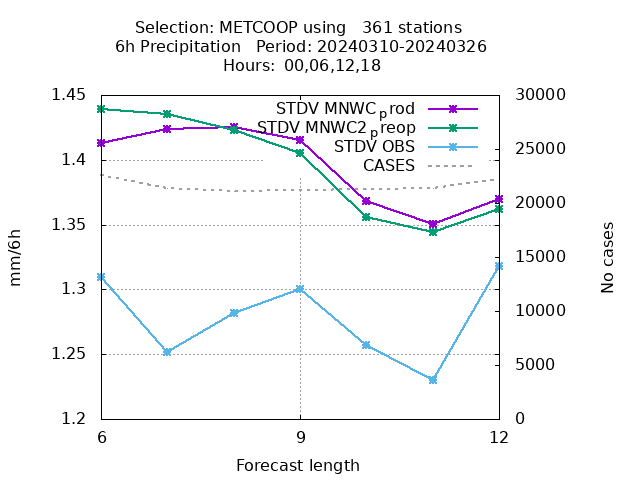 Selection: METCOOP using 361 stations
6h Precipitation Period: 20240310-20240326
Hours: 00,06,12,18
1.45
1.4
1.35
1.3
1.25
1.2
30000
25000
20000
15000
10000
5000
0
STDV MNWCprod
STDV MNWC2preop
STDV OBS
CASES
mm/6h
No cases
6
9
12
Forecast length